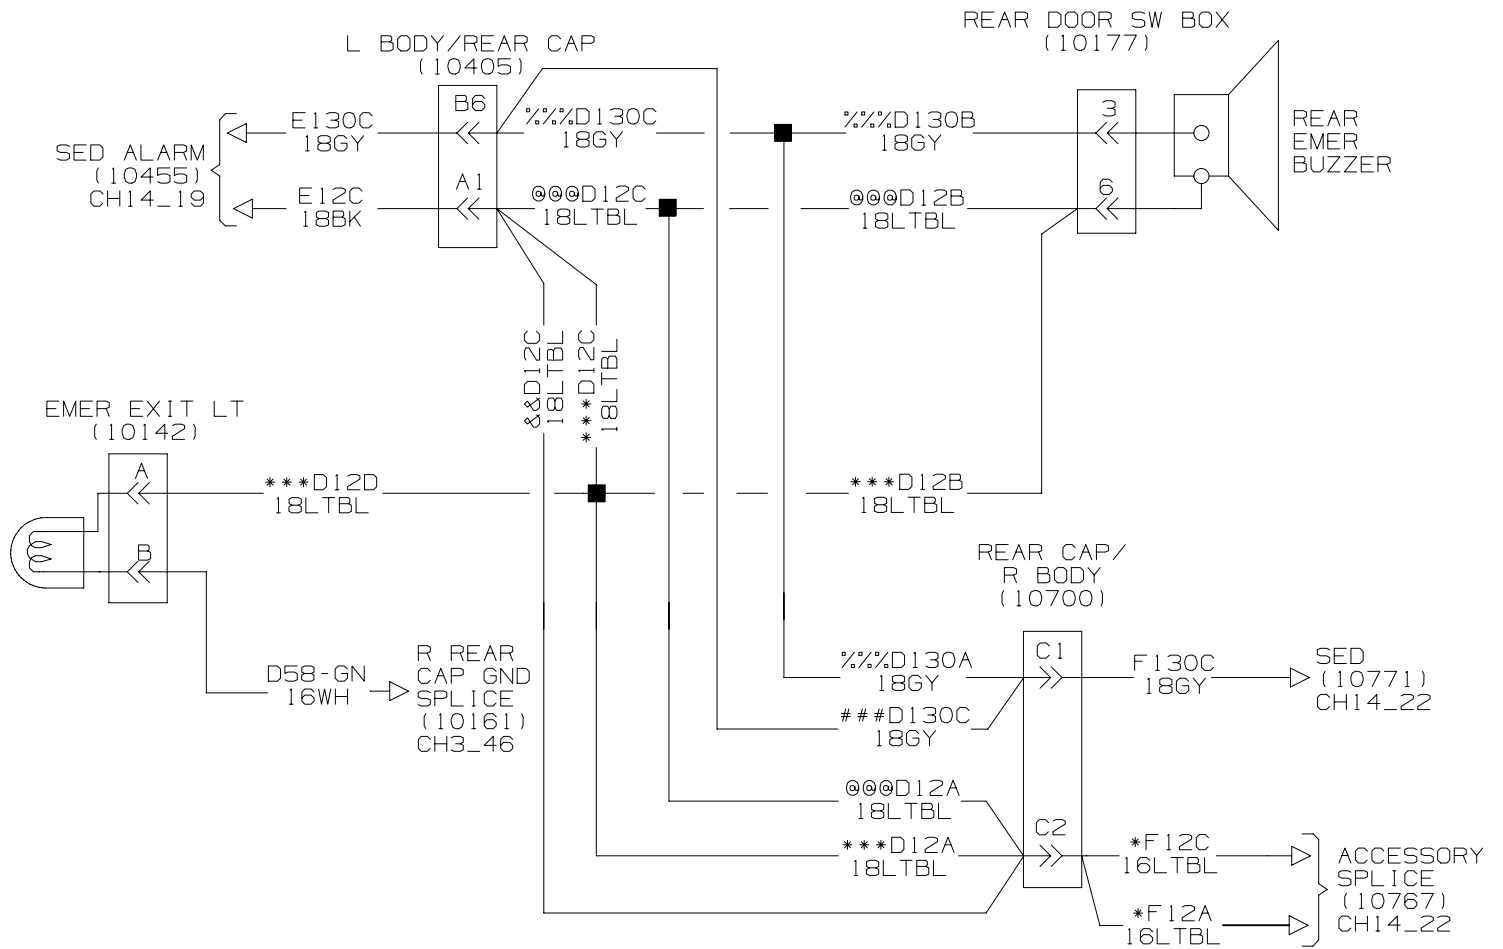 REAR DOOR SW BOX
(10177)
L BODY/REAR CAP
(10405)
B6
E130C
18GY
%%%D130C
18GY
%%%D130B
18GY
3
REAR
EMER
BUZZER
SED ALARM
(10455)
CH14_19
A1
E12C
18BK
@@@D12C
18LTBL
@@@D12B
18LTBL
6
&&D12C
18LTBL
***D12C
18LTBL
EMER EXIT LT
(10142)
A
***D12D
18LTBL
***D12B
18LTBL
B
REAR CAP/
R BODY
(10700)
D58-GN
16WH
R REAR
CAP GND
SPLICE
(10161)
CH3_46
%%%D130A
18GY
C1
F130C
18GY
SED
(10771)
CH14_22
###D130C
18GY
@@@D12A
18LTBL
***D12A
18LTBL
C2
*F12C
16LTBL
*F12A
16LTBL
ACCESSORY
SPLICE
(10767)
CH14_22